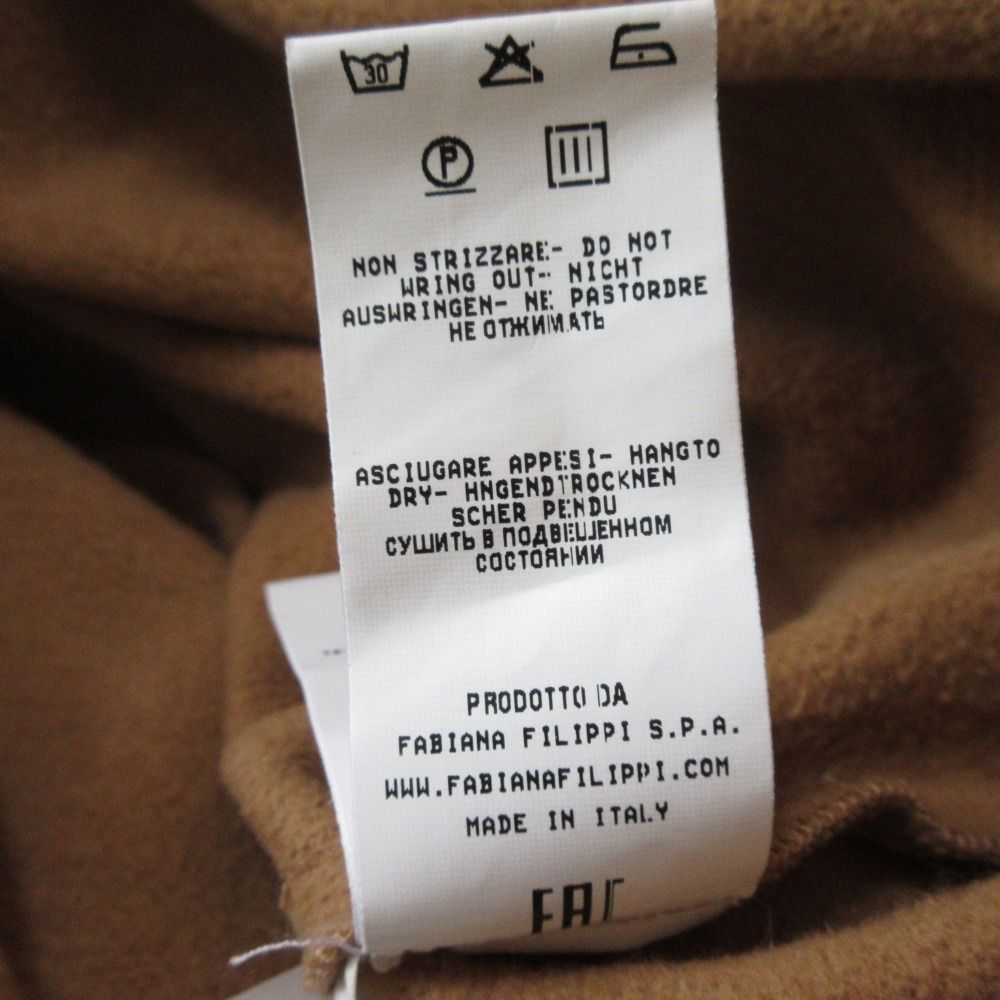 30
P
NON STRIZZARE- DO NOT
WRING OUT- NICHT
AUSWRINGEN- NE PASTORDRE
НЕ ОТЖИМАТЬ
ASCIUGARE APPESI- HANGTO
DRY- HNGENDTROCKNEN
SCHER PENDU
СУШИТЬ В ПОДВЕШЕННОМ
СОСТОЯНИИ
PRODOTTO DA
FABIANA FILIPPI S.P.A.
WWW.FABIANAFILIPPI.COM
MADE IN ITALY
EAC